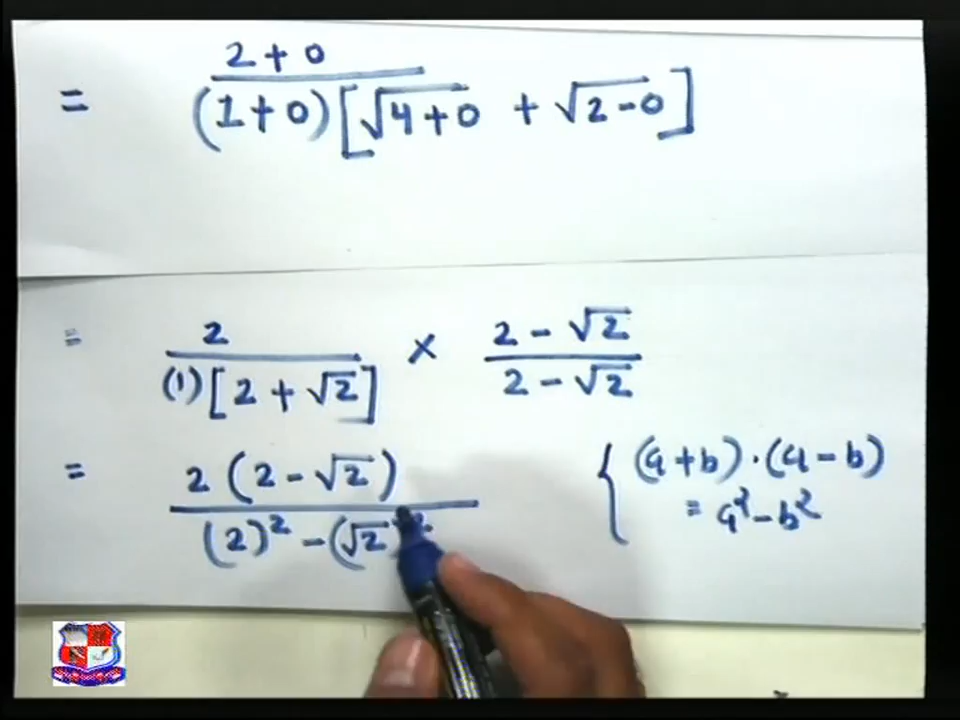 2 + 0
= (1+0)[√4+0 + √2-0]
= 2 × 2 - √2
(1)[2 + √2] 2 - √2
= 2(2-√2) { (a+b)·(a-b)
(2)² - (√2)² = a²-b²